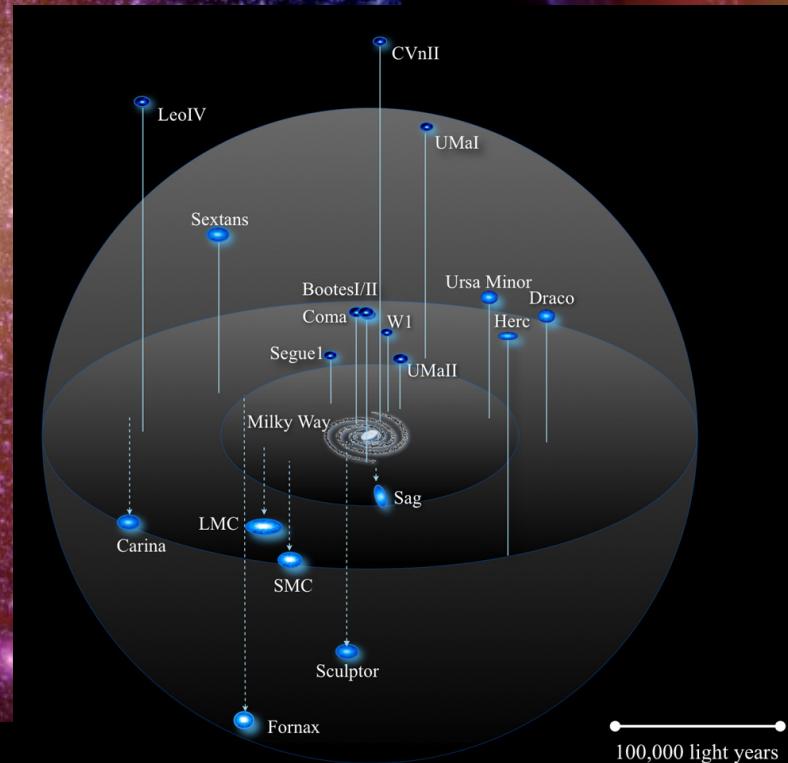 CVnII
LeoIV
UMaI
Sextans
Ursa Minor
BootesI/II
Draco
Coma
W1
Herc
Segue1
UMaII
Milky Way
Sag
LMC
Carina
SMC
Sculptor
Fornax
100,000 light years